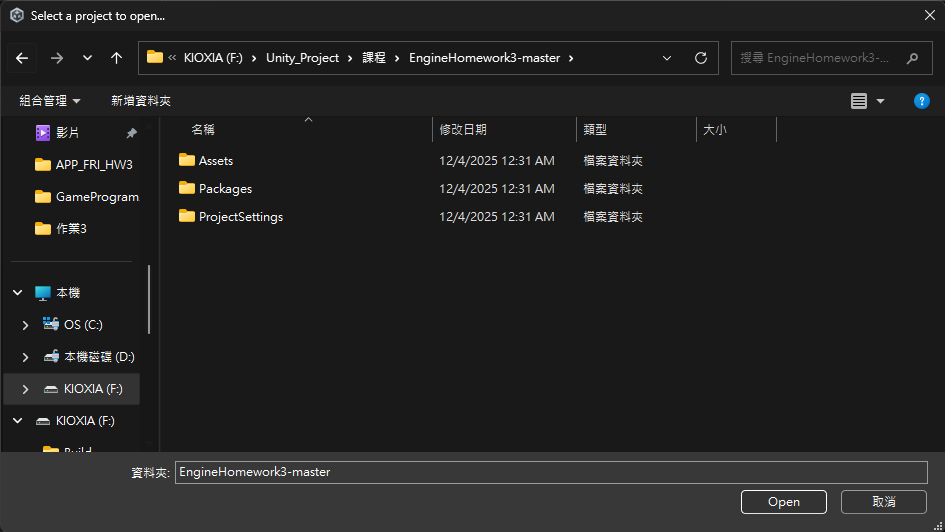 Select a project to open...
« KIOXIA (F:) › Unity_Project › 課程 › EngineHomework3-master ›
搜尋 EngineHomework3-...
組合管理 新增資料夾
名稱 修改日期 類型 大小
影片
APP_FRI_HW3
GameProgram
作業3
本機
OS (C:)
本機磁碟 (D:)
KIOXIA (F:)
KIOXIA (F:)
Build
Assets 12/4/2025 12:31 AM 檔案資料夾
Packages 12/4/2025 12:31 AM 檔案資料夾
ProjectSettings 12/4/2025 12:31 AM 檔案資料夾
資料夾: EngineHomework3-master
Open 取消